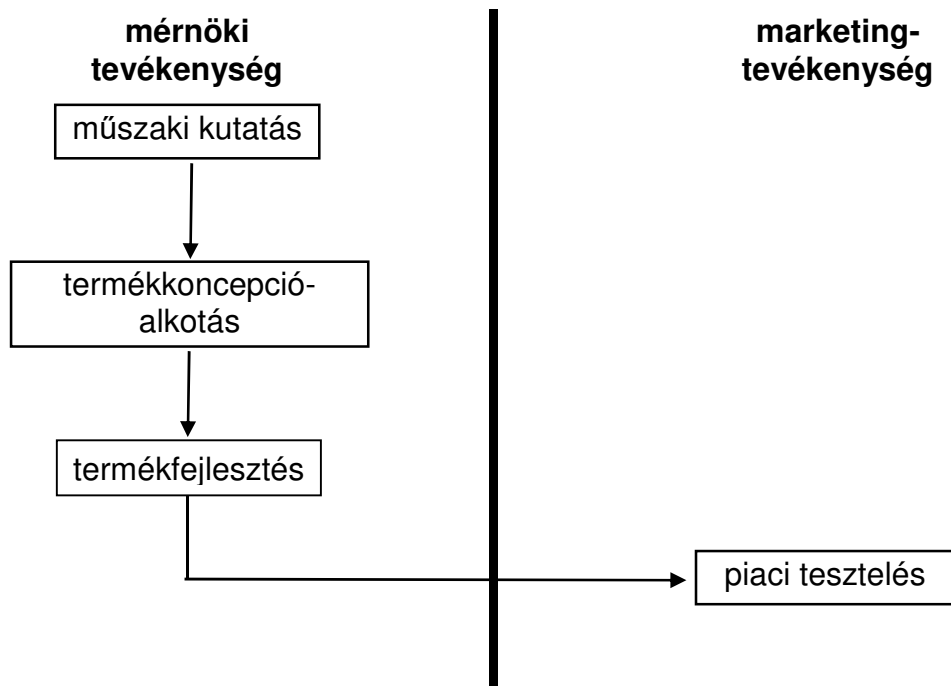 mérnöki
tevékenység
marketing-
tevékenység
műszaki kutatás
termékkoncepció-
alkotás
termékfejlesztés
piaci tesztelés